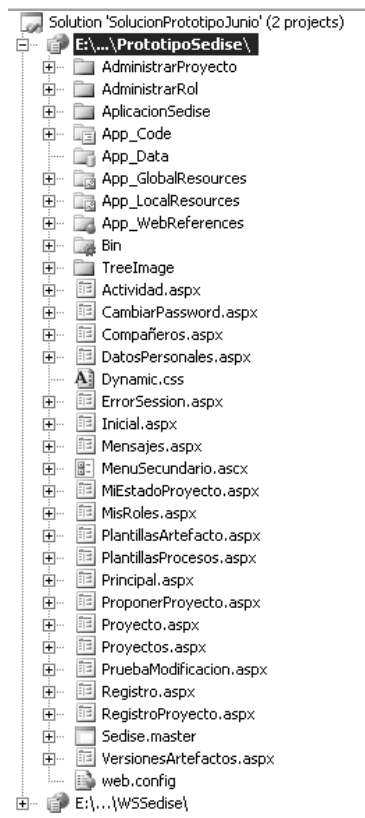 Solution 'SolucionPrototipoJunio' (2 projects)
E:\...\PrototipoSedise\
AdministrarProyecto
AdministrarRol
AplicacionSedise
App_Code
App_Data
App_GlobalResources
App_LocalResources
App_WebReferences
Bin
TreeImage
Actividad.aspx
CambiarPassword.aspx
Compañeros.aspx
DatosPersonales.aspx
Dynamic.css
ErrorSession.aspx
Inicial.aspx
Mensajes.aspx
MenuSecundario.ascx
MiEstadoProyecto.aspx
MisRoles.aspx
PlantillasArtefacto.aspx
PlantillasProcesos.aspx
Principal.aspx
ProponerProyecto.aspx
Proyecto.aspx
Proyectos.aspx
PruebaModificacion.aspx
Registro.aspx
RegistroProyecto.aspx
Sedise.master
VersionesArtefactos.aspx
web.config
E:\...\WSSedise\